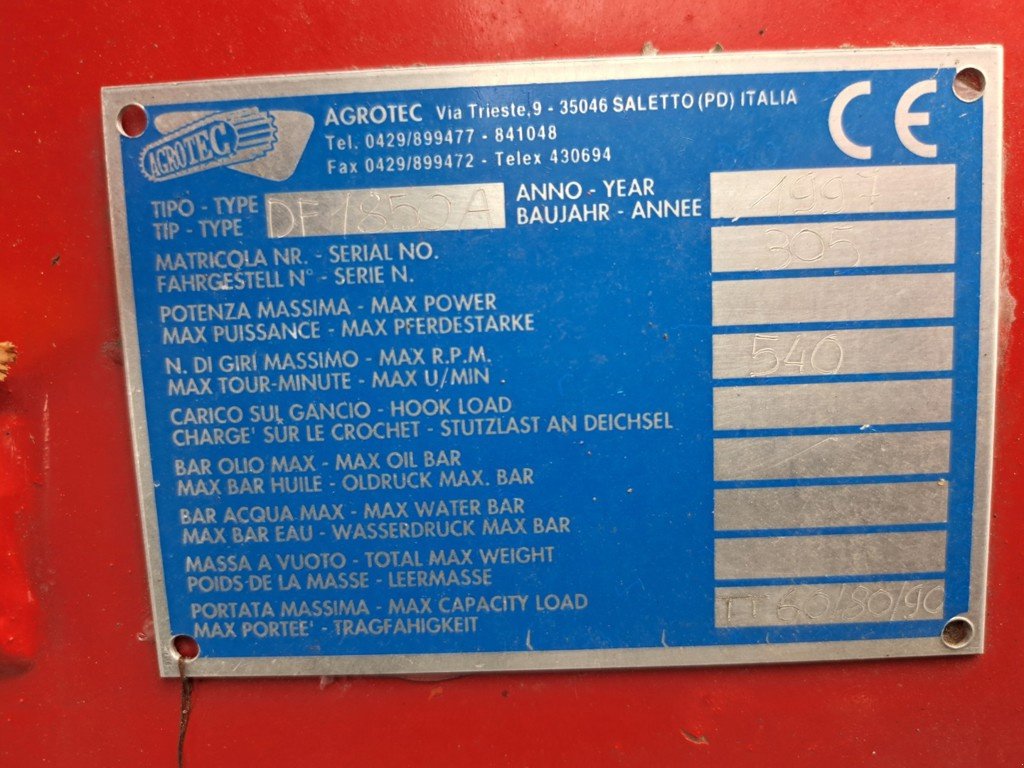 AGROTEC
AGROTEC Via Trieste,9 - 35046 SALETTO (PD) ITALIA
Tel. 0429/899477 - 841048
Fax 0429/899472 - Telex 430694
CE
TIPO - TYPE
TIP - TYPE
DF/850A
ANNO - YEAR
BAUJAHR - ANNEE
1997
MATRICOLA NR. - SERIAL NO.
FAHRGESTELL N° - SERIE N.
305
POTENZA MASSIMA - MAX POWER
MAX PUISSANCE - MAX PFERDESTARKE
N. DI GIRI MASSIMO - MAX R.P.M.
MAX TOUR-MINUTE - MAX U/MIN
540
CARICO SUL GANCIO - HOOK LOAD
CHARGE' SUR LE CROCHET - STUTZLAST AN DEICHSEL
BAR OLIO MAX - MAX OIL BAR
MAX BAR HUILE - OLDRUCK MAX. BAR
BAR ACQUA MAX - MAX WATER BAR
MAX BAR EAU - WASSERDRUCK MAX BAR
MASSA A VUOTO - TOTAL MAX WEIGHT
POIDS DE LA MASSE - LEERMASSE
PORTATA MASSIMA - MAX CAPACITY LOAD
MAX PORTEE' - TRAGFAHIGKEIT
TT 60/80/90